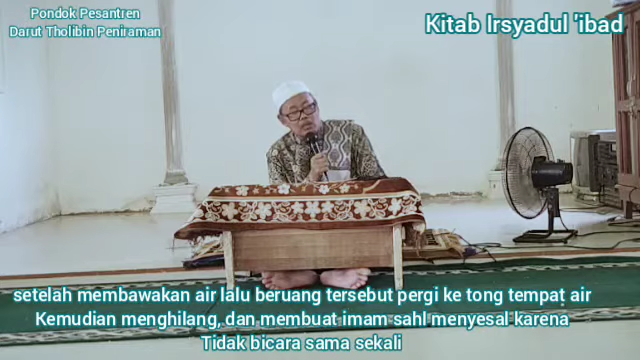 Pondok Pesantren
Darut Tholibin Peniraman
Kitab Irsyadul 'ibad
setelah membawakan air lalu beruang tersebut pergi ke tong tempat air
Kemudian menghilang, dan membuat imam sahl menyesal karena
Tidak bicara sama sekali